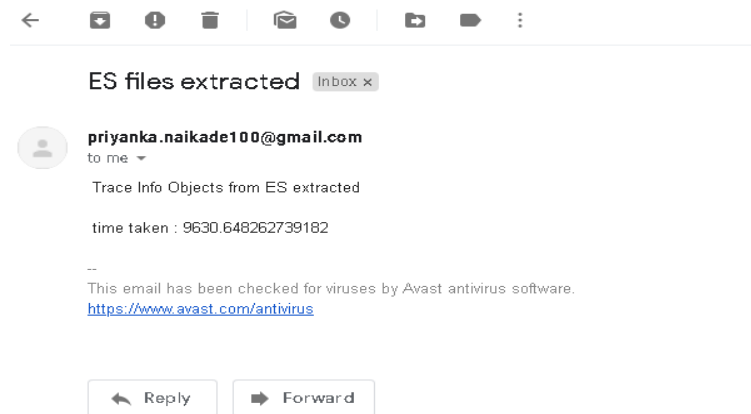 ES files extracted Inbox x
priyanka.naikade100@gmail.com
to me
Trace Info Objects from ES extracted
time taken : 9630.648262739182
--
This email has been checked for viruses by Avast antivirus software.
https://www.avast.com/antivirus
Reply Forward